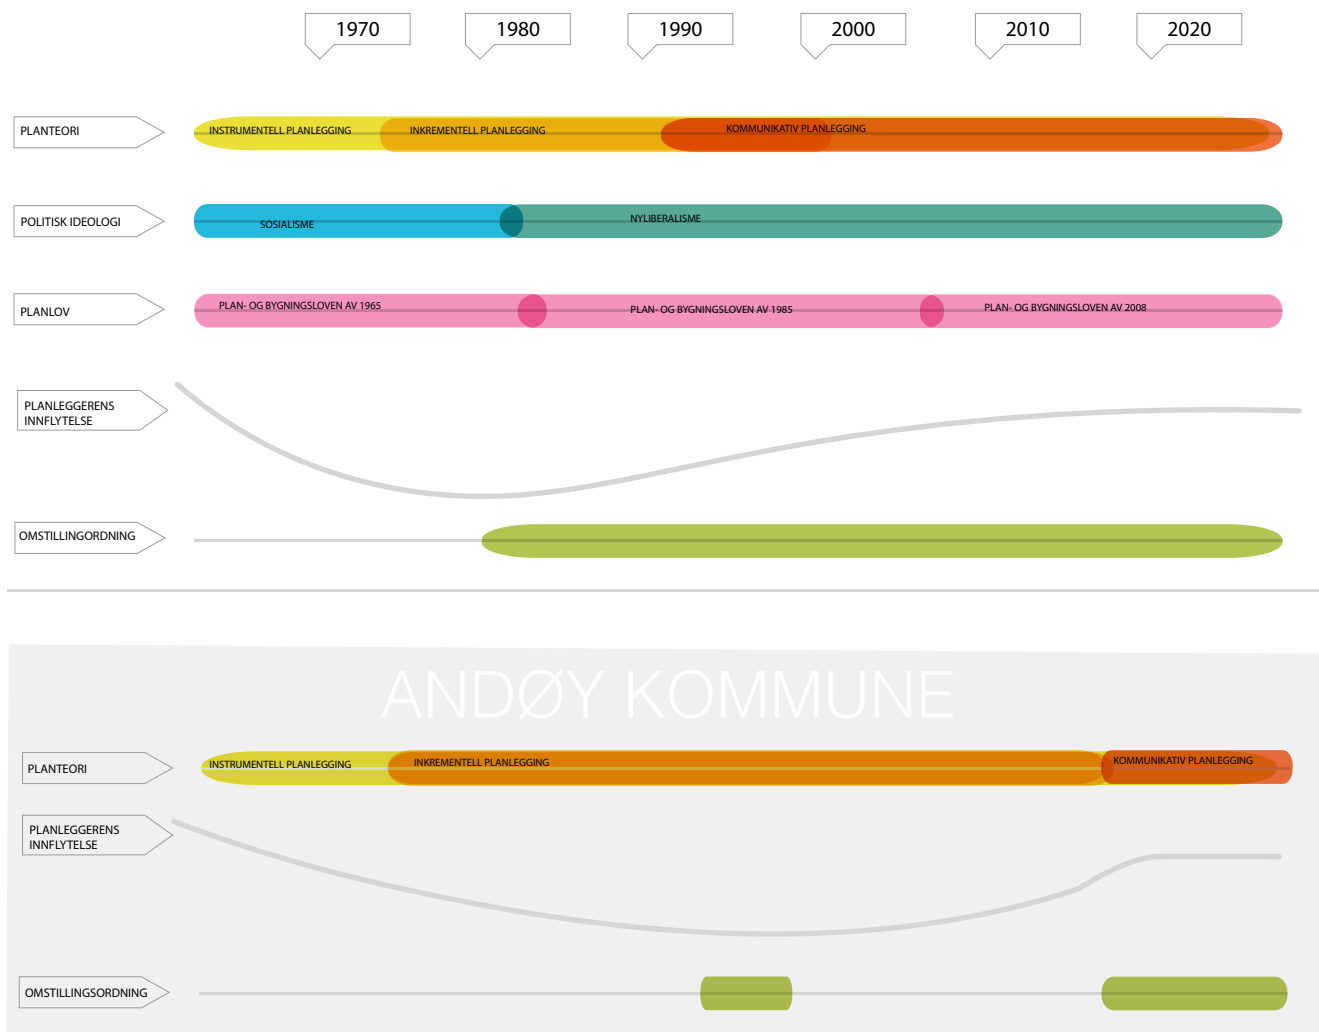 1970
1980
1990
2000
2010
2020
PLANTEORI
INSTRUMENTELL PLANLEGGING
INKREMENTELL PLANLEGGING
KOMMUNIKATIV PLANLEGGING
POLITISK IDEOLOGI
SOSIALISME
NYLIBERALISME
PLANLOV
PLAN- OG BYGNINGSLOVEN AV 1965
PLAN- OG BYGNINGSLOVEN AV 1985
PLAN- OG BYGNINGSLOVEN AV 2008
PLANLEGGERENS
INNFLYTELSE
OMSTILLINGORDNING
ANDØY KOMMUNE
PLANTEORI
INSTRUMENTELL PLANLEGGING
INKREMENTELL PLANLEGGING
KOMMUNIKATIV PLANLEGGING
PLANLEGGERENS
INNFLYTELSE
OMSTILLINGSORDNING